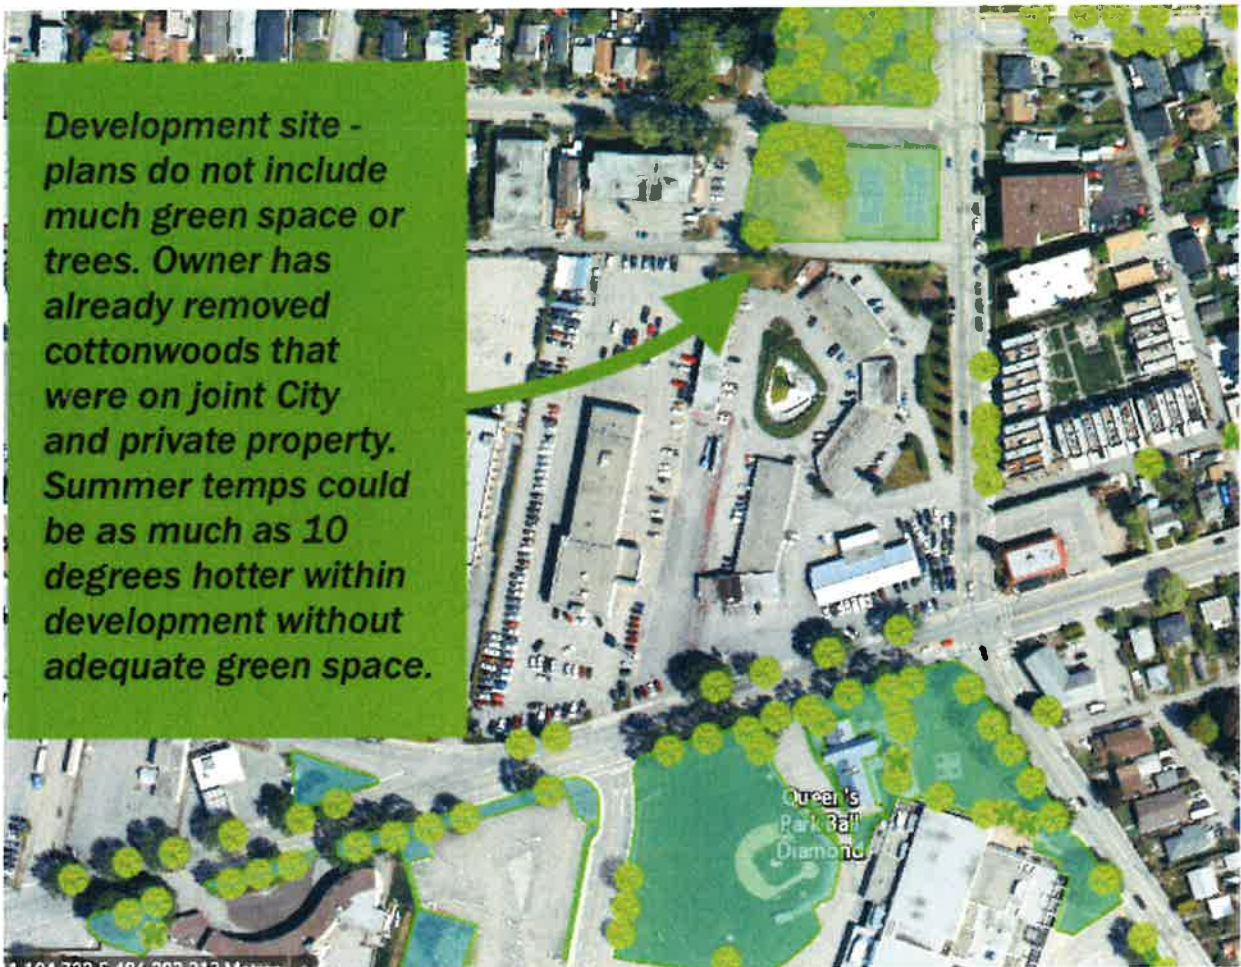 Development site -
plans do not include
much green space or
trees. Owner has
already removed
cottonwoods that
were on joint City
and private property.
Summer temps could
be as much as 10
degrees hotter within
development without
adequate green space.
Queen's
Park Ball
Diamond